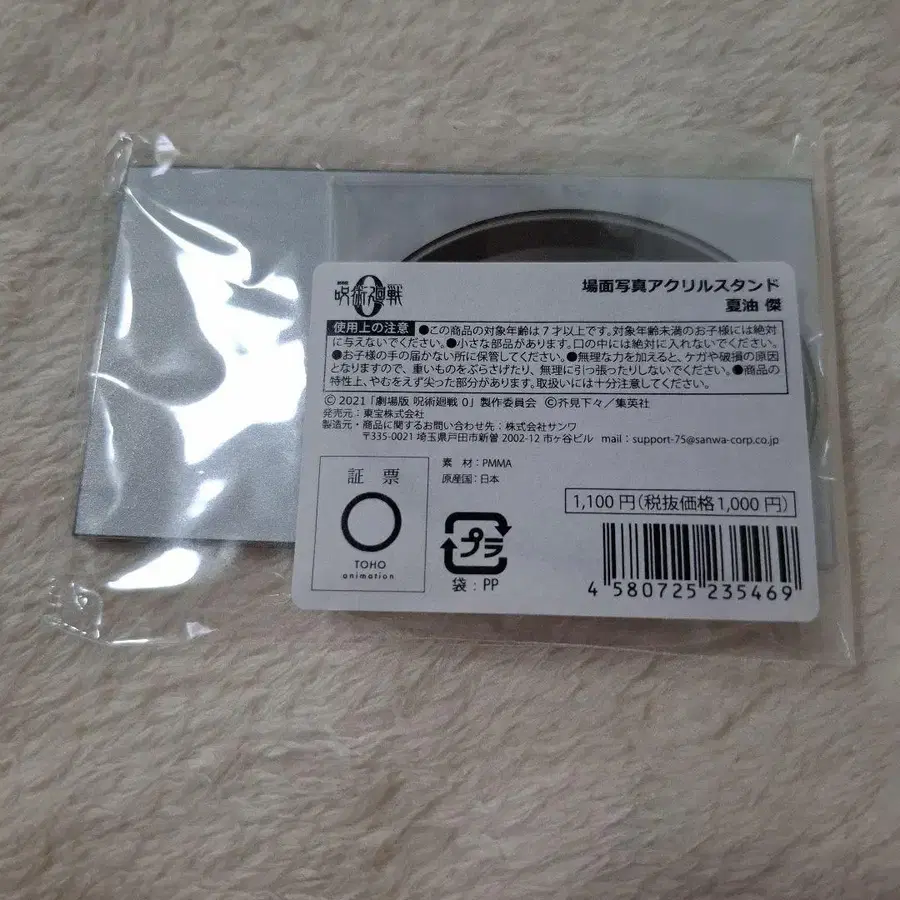 呪術廻戦 0
場面写真アクリルスタンド
夏油 傑
使用上の注意 ●この商品の対象年齢は7才以上です。対象年齢未満のお子様には絶対
に与えないでください。●小さな部品があります。口の中には絶対に入れないでください。
●お子様の手の届かない所に保管してください。●無理な力を加えると、ケガや破損の原因
となりますので、重いものをぶらさげたり、無理に引っ張ったりしないでください。●商品の
特性上、やむをえず尖った部分があります。取扱いには十分注意してください。
© 2021「劇場版 呪術廻戦 0」製作委員会 ©芥見下々／集英社
発売元：東宝株式会社
製造元・商品に関するお問い合わせ先：株式会社サンワ
〒335-0021 埼玉県戸田市新曽 2002-12 市ヶ谷ビル mail：support-75@sanwa-corp.co.jp
証票
TOHO
animation
素 材：PMMA
原産国：日本
プラ
袋：PP
1,100 円（税抜価格 1,000 円）
4 580725 235469